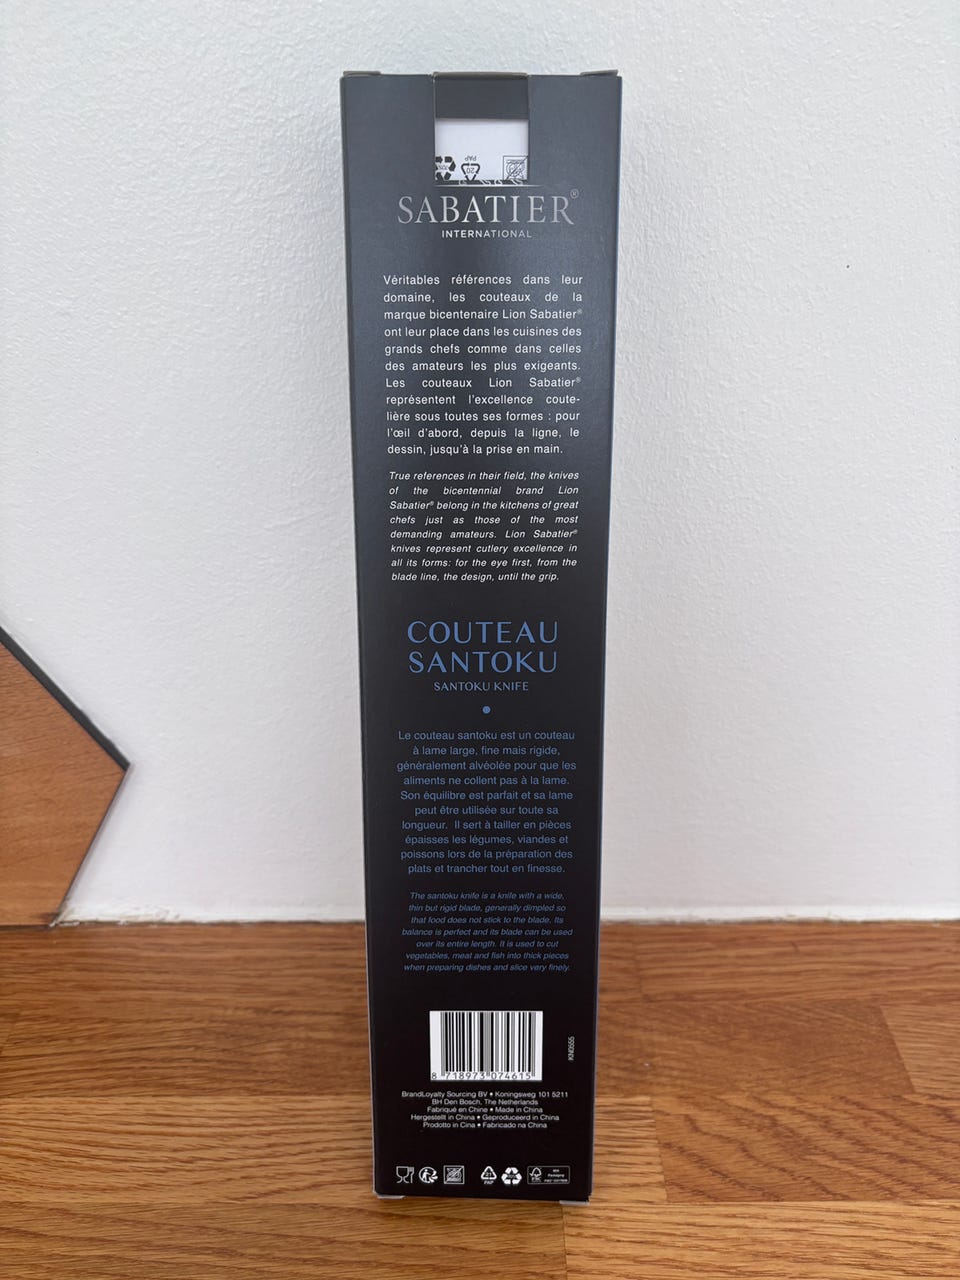 20
PAP
SABATIER®
INTERNATIONAL
Véritables références dans leur
domaine, les couteaux de la
marque bicentenaire Lion Sabatier®
ont leur place dans les cuisines des
grands chefs comme dans celles
des amateurs les plus exigeants.
Les couteaux Lion Sabatier®
représentent l'excellence coute-
lière sous toutes ses formes : pour
l'œil d'abord, depuis la ligne, le
dessin, jusqu'à la prise en main.
True references in their field, the knives
of the bicentennial brand Lion
Sabatier® belong in the kitchens of great
chefs just as those of the most
demanding amateurs. Lion Sabatier®
knives represent cutlery excellence in
all its forms: for the eye first, from the
blade line, the design, until the grip.
COUTEAU
SANTOKU
SANTOKU KNIFE
Le couteau santoku est un couteau
à lame large, fine mais rigide,
généralement alvéolée pour que les
aliments ne collent pas à la lame.
Son équilibre est parfait et sa lame
peut être utilisée sur toute sa
longueur. Il sert à tailler en pièces
épaisses les légumes, viandes et
poissons lors de la préparation des
plats et trancher tout en finesse.
The santoku knife is a knife with a wide,
thin but rigid blade, generally dimpled so
that food does not stick to the blade. Its
balance is perfect and its blade can be used
over its entire length. It is used to cut
vegetables, meat and fish into thick pieces
when preparing dishes and slice very finely.
8 718973 074615
KN0555
BrandLoyalty Sourcing BV • Koningsweg 101 5211
BH Den Bosch, The Netherlands
Fabriqué en Chine • Made in China
Hergestellt in China • Geproduceerd in China
Prodotto in Cina • Fabricado na China
21
PAP
FSC
MIX
Packaging